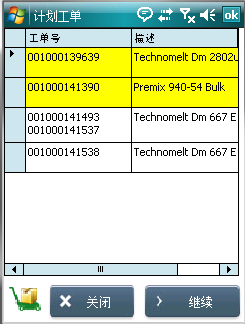 计划工单 ok
工单号 描述
001000139639 Technomelt Dm 2802u
001000141390 Premix 940-54 Bulk
001000141493 Technomelt Dm 667 E
001000141537
001000141538 Technomelt Dm 667 E
关闭 继续